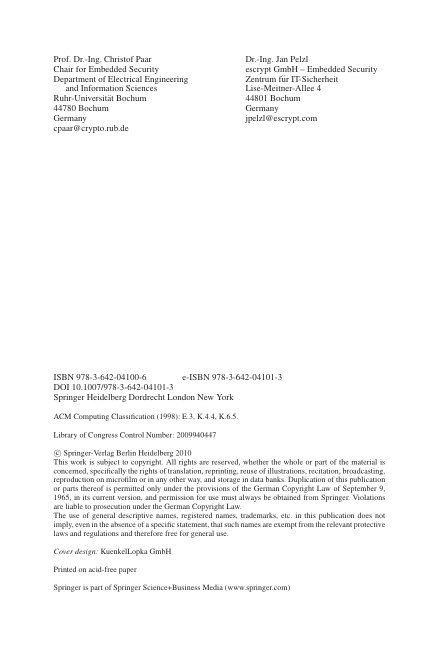 Prof. Dr.-Ing. Christof Paar
Chair for Embedded Security
Department of Electrical Engineering
and Information Sciences
Ruhr-Universität Bochum
44780 Bochum
Germany
cpaar@crypto.rub.de
Dr.-Ing. Jan Pelzl
escrypt GmbH – Embedded Security
Zentrum für IT-Sicherheit
Lise-Meitner-Allee 4
44801 Bochum
Germany
jpelzl@escrypt.com
ISBN 978-3-642-04100-6 e-ISBN 978-3-642-04101-3
DOI 10.1007/978-3-642-04101-3
Springer Heidelberg Dordrecht London New York
ACM Computing Classification (1998): E.3, K.4.4, K.6.5.
Library of Congress Control Number: 2009940447
© Springer-Verlag Berlin Heidelberg 2010
This work is subject to copyright. All rights are reserved, whether the whole or part of the material is
concerned, specifically the rights of translation, reprinting, reuse of illustrations, recitation, broadcasting,
reproduction on microfilm or in any other way, and storage in data banks. Duplication of this publication
or parts thereof is permitted only under the provisions of the German Copyright Law of September 9,
1965, in its current version, and permission for use must always be obtained from Springer. Violations
are liable to prosecution under the German Copyright Law.
The use of general descriptive names, registered names, trademarks, etc. in this publication does not
imply, even in the absence of a specific statement, that such names are exempt from the relevant protective
laws and regulations and therefore free for general use.
Cover design: KuenkelLopka GmbH
Printed on acid-free paper
Springer is part of Springer Science+Business Media (www.springer.com)